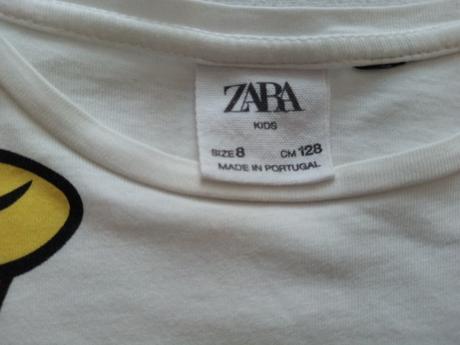 ZARA
KIDS
SIZE 8 CM 128
MADE IN PORTUGAL